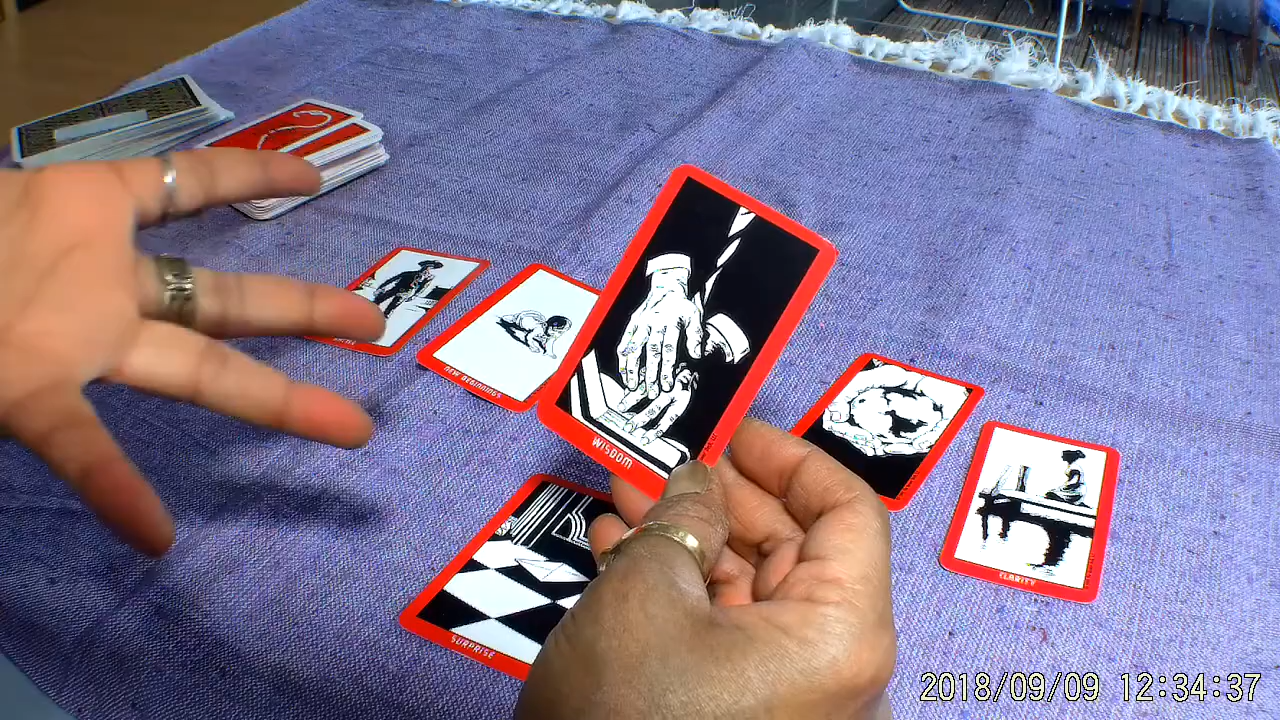 NEW BEGINNINGS
WISDOM
SURPRISE
CLARITY
2018/09/09 12:34:37